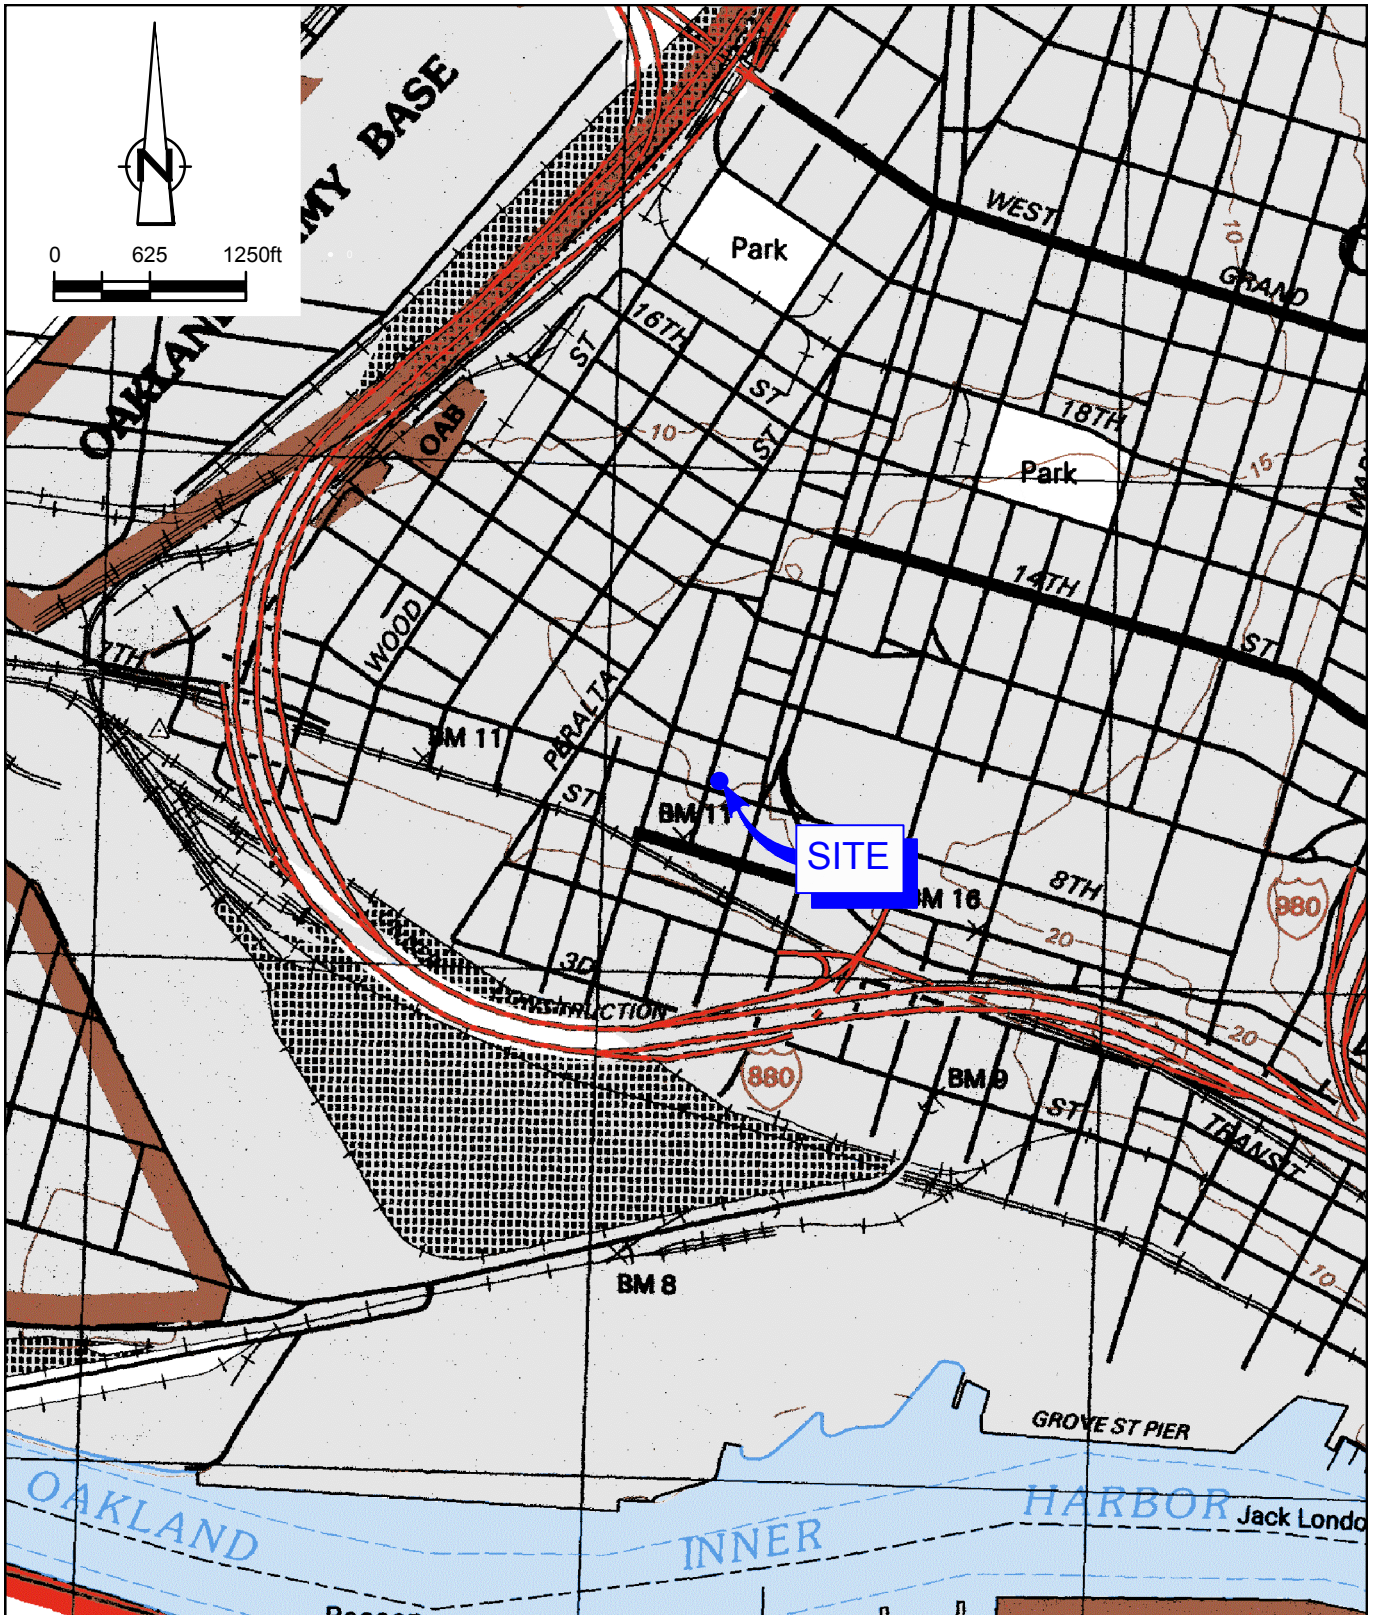 N
0 625 1250ft
OAKLAND ARMY BASE
WEST
GRAND
10
Park
16TH
ST
ST
ST
18TH
OAB
10
Park
15
14TH
ST
WOOD
7TH
PERALTA
BM 11
ST
BM 11
SITE
8TH
BM 16
980
20
3D
CONSTRUCTION
20
880
BM 9
ST
TRANSIT
10
BM 8
GROVE ST PIER
OAKLAND
INNER
HARBOR
Jack Londo